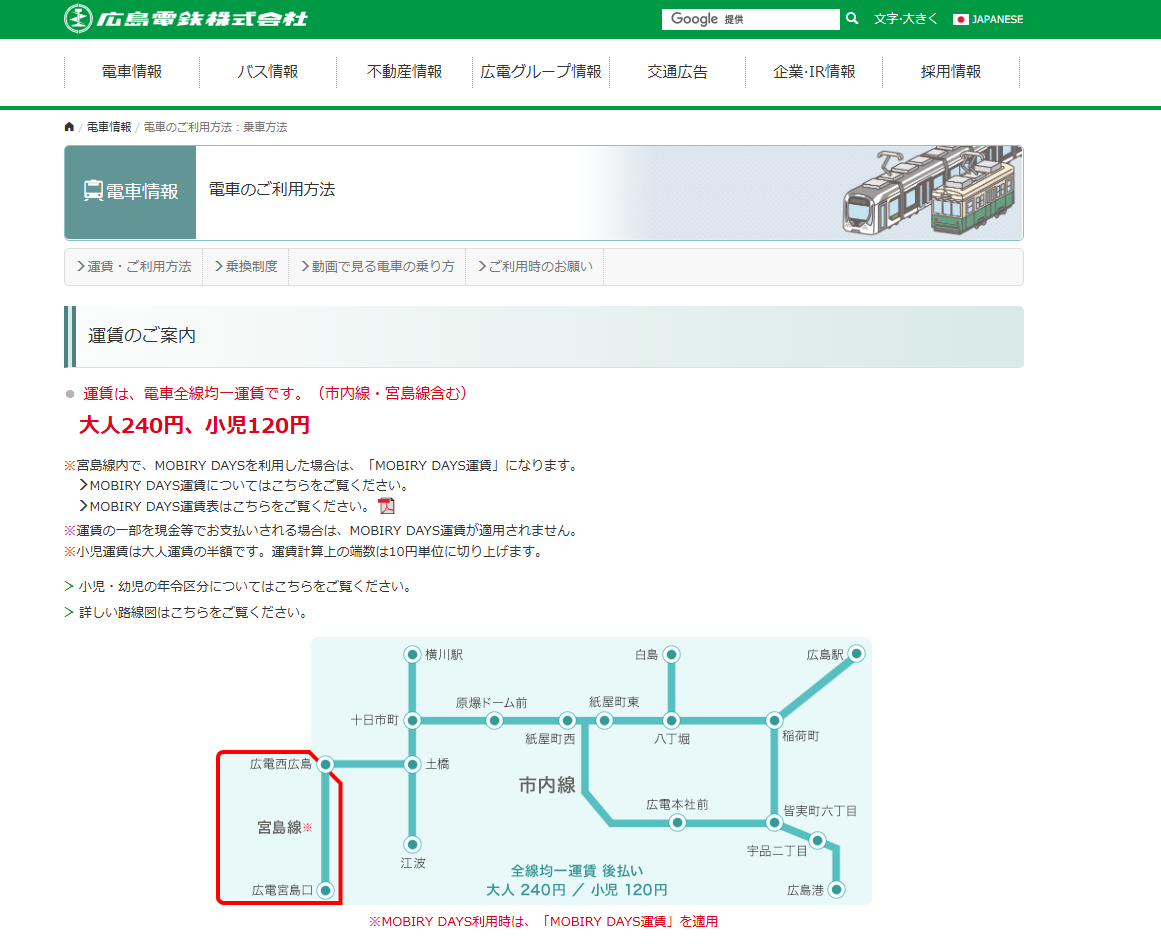 広島電鉄株式会社
Google 提供
文字・大きく
JAPANESE
電車情報
バス情報
不動産情報
広電グループ情報
交通広告
企業・IR情報
採用情報
/ 電車情報 / 電車のご利用方法：乗車方法
電車情報
電車のご利用方法
運賃・ご利用方法
乗換制度
動画で見る電車の乗り方
ご利用時のお願い
運賃のご案内
運賃は、電車全線均一運賃です。（市内線・宮島線含む）
大人240円、小児120円
※宮島線内で、MOBIRY DAYSを利用した場合は、「MOBIRY DAYS運賃」になります。
MOBIRY DAYS運賃についてはこちらをご覧ください。
MOBIRY DAYS運賃表はこちらをご覧ください。
※運賃の一部を現金等でお支払いされる場合は、MOBIRY DAYS運賃が適用されません。
※小児運賃は大人運賃の半額です。運賃計算上の端数は10円単位に切り上げます。
小児・幼児の年令区分についてはこちらをご覧ください。
詳しい路線図はこちらをご覧ください。
横川駅
白島
広島駅
原爆ドーム前
紙屋町東
十日市町
紙屋町西
八丁堀
稲荷町
広電西広島
土橋
市内線
広電本社前
皆実町六丁目
宮島線※
宇品二丁目
江波
全線均一運賃 後払い
広電宮島口
大人 240円 ／ 小児 120円
広島港
※MOBIRY DAYS利用時は、「MOBIRY DAYS運賃」を適用